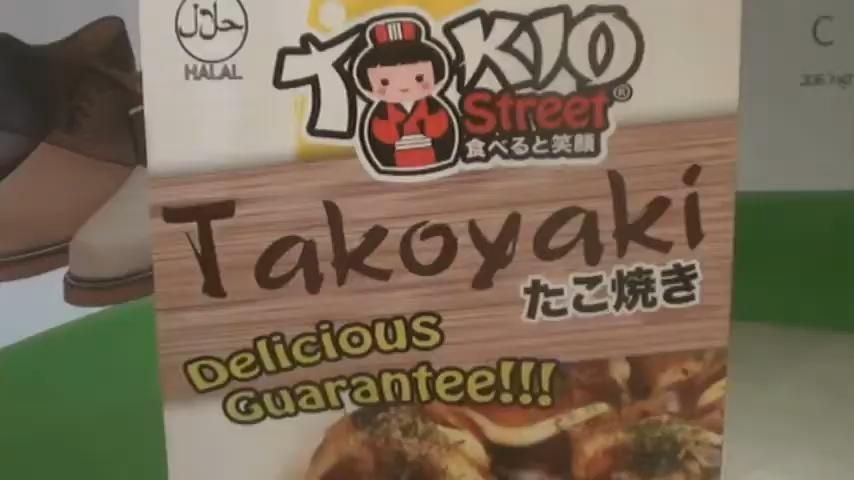 حلال
HALAL
TOKIO
Street®
食べると笑顔
Takoyaki
たこ焼き
Delicious
Guarantee!!!
C